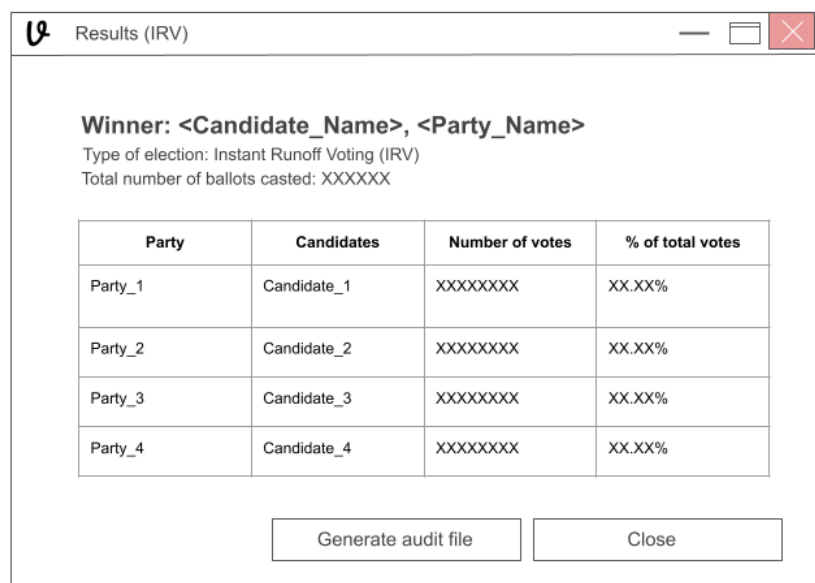 Results (IRV)
Winner: <Candidate_Name>, <Party_Name>
Type of election: Instant Runoff Voting (IRV)
Total number of ballots casted: XXXXXX
Party Candidates Number of votes % of total votes
Party_1 Candidate_1 XXXXXXXX XX.XX%
Party_2 Candidate_2 XXXXXXXX XX.XX%
Party_3 Candidate_3 XXXXXXXX XX.XX%
Party_4 Candidate_4 XXXXXXXX XX.XX%
Generate audit file Close